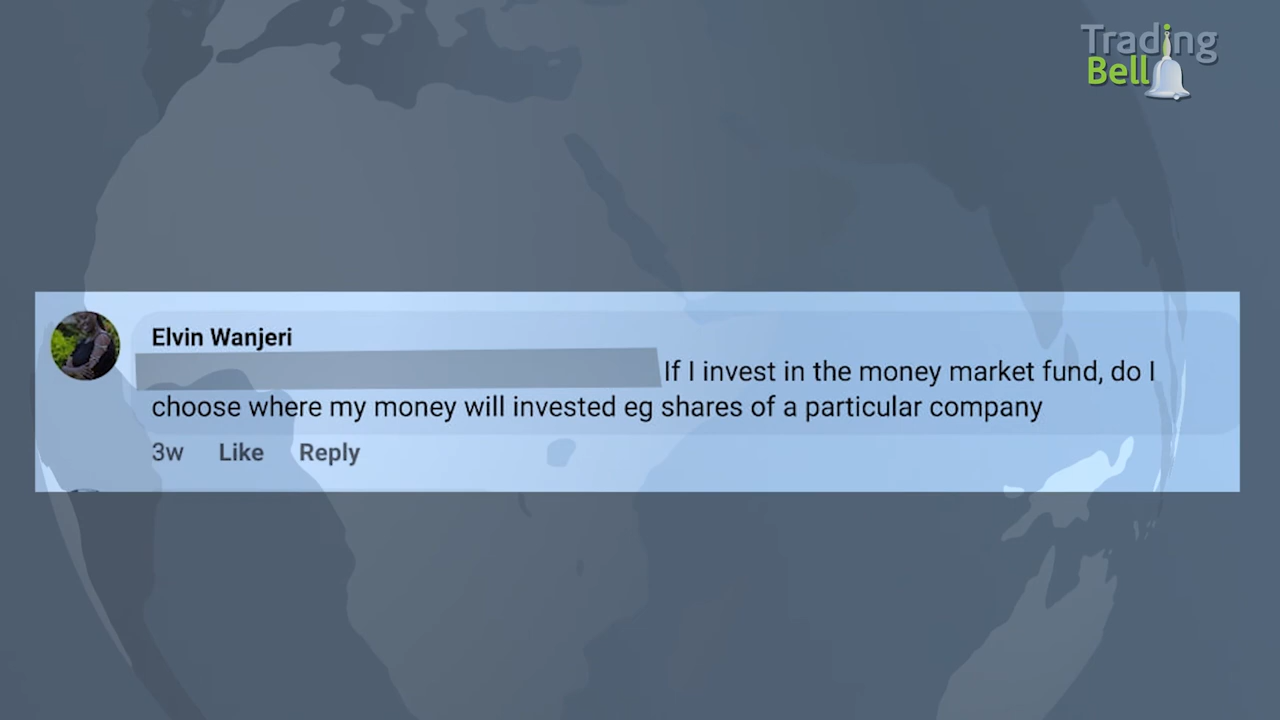 Trading
Bell
Elvin Wanjeri
If I invest in the money market fund, do I
choose where my money will invested eg shares of a particular company
3w Like Reply